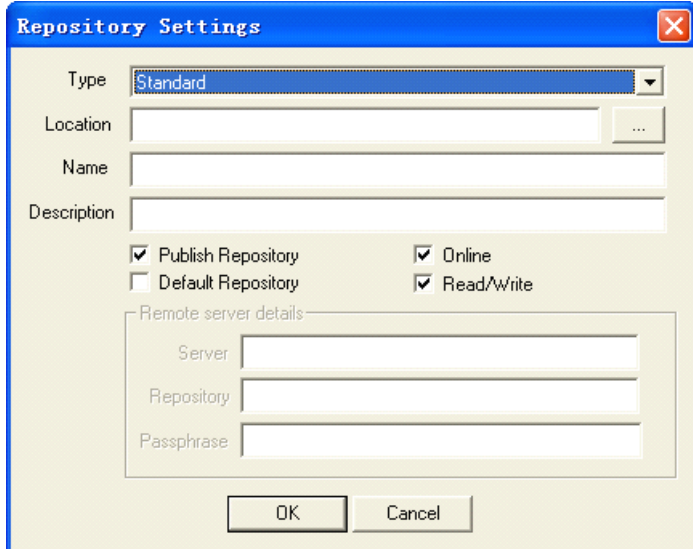 Repository Settings
Type Standard
Location ...
Name
Description
Publish Repository Online
Default Repository Read/Write
Remote server details
Server
Repository
Passphrase
OK Cancel